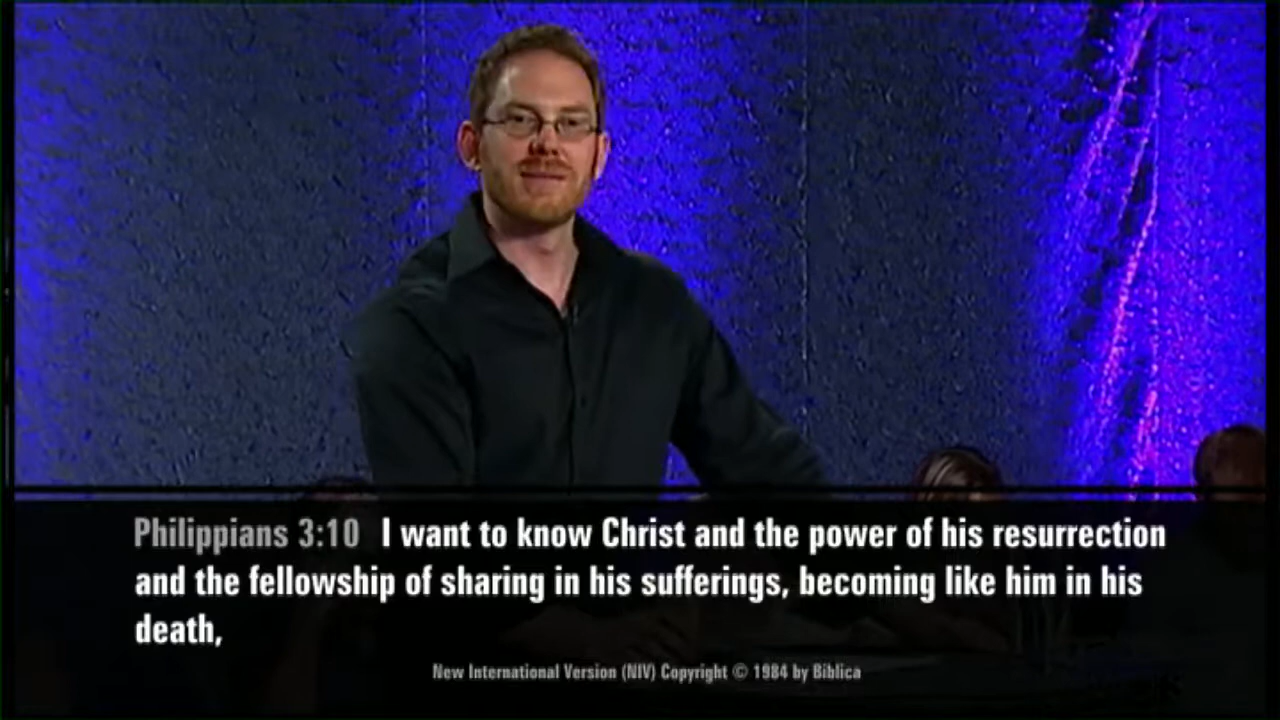 Philippians 3:10 I want to know Christ and the power of his resurrection
and the fellowship of sharing in his sufferings, becoming like him in his
death,
New International Version (NIV) Copyright © 1984 by Biblica